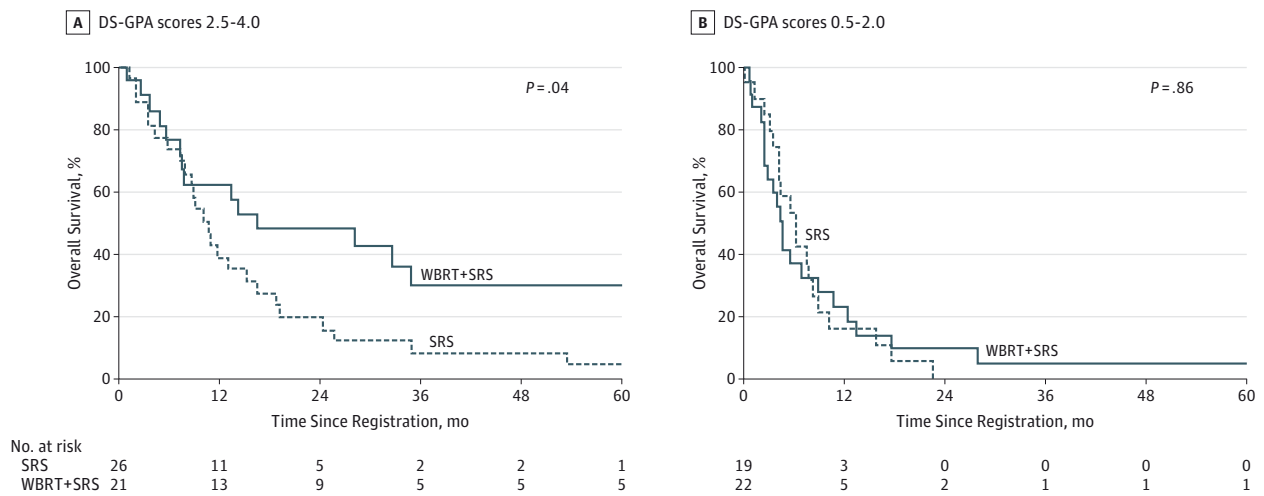 A DS-GPA scores 2.5-4.0
100
80
60
40
20
0
Overall Survival, %
P = .04
WBRT+SRS
SRS
0 12 24 36 48 60
Time Since Registration, mo
B DS-GPA scores 0.5-2.0
100
80
60
40
20
0
Overall Survival, %
P = .86
SRS
WBRT+SRS
0 12 24 36 48 60
Time Since Registration, mo
No. at risk
SRS 26 11 5 2 2 1 19 3 0 0 0 0
WBRT+SRS 21 13 9 5 5 5 22 5 2 1 1 1